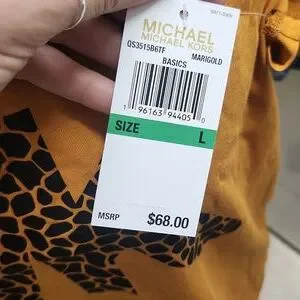 MICHAEL
MICHAEL KORS
QS3515B6TF MARIGOLD
BASICS
1 96163 94405 0
SIZE L
MSRP $68.00